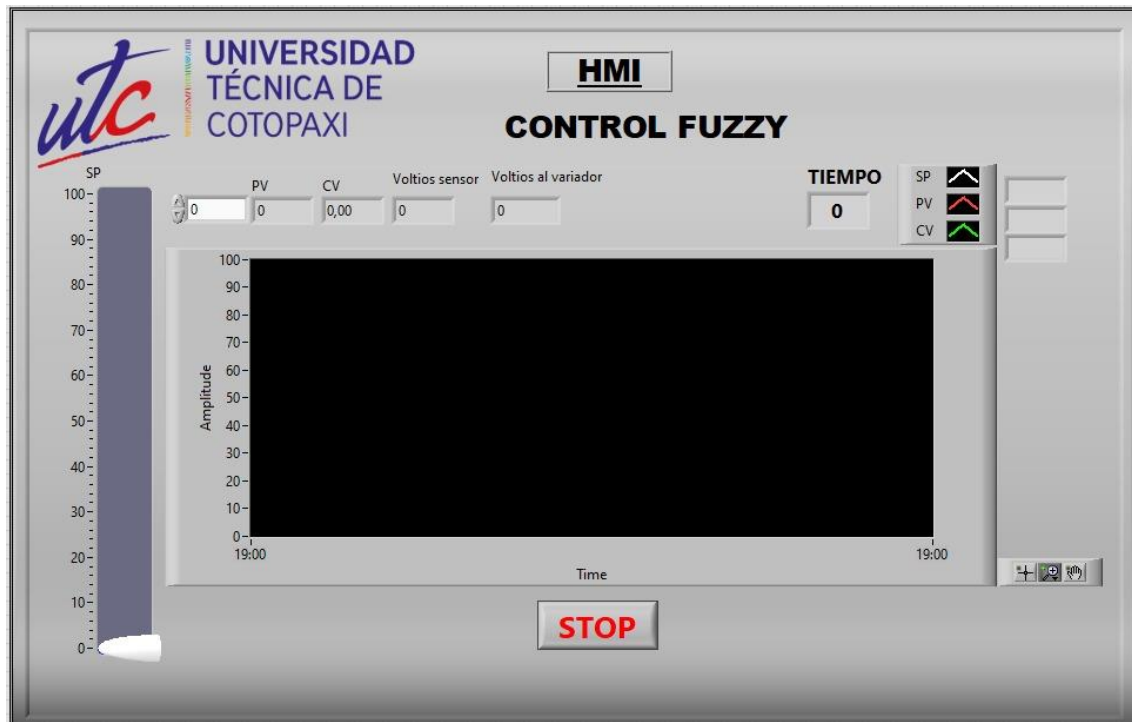 utc
UNIVERSIDAD
TÉCNICA DE
COTOPAXI
HMI
CONTROL FUZZY
SP
100
90
80
70
60
50
40
30
20
10
0
0
PV
0
CV
0,00
Voltios sensor
0
Voltios al variador
0
TIEMPO
0
SP
PV
CV
100
90
80
70
60
50
40
30
20
10
0
Amplitude
19:00
19:00
Time
STOP